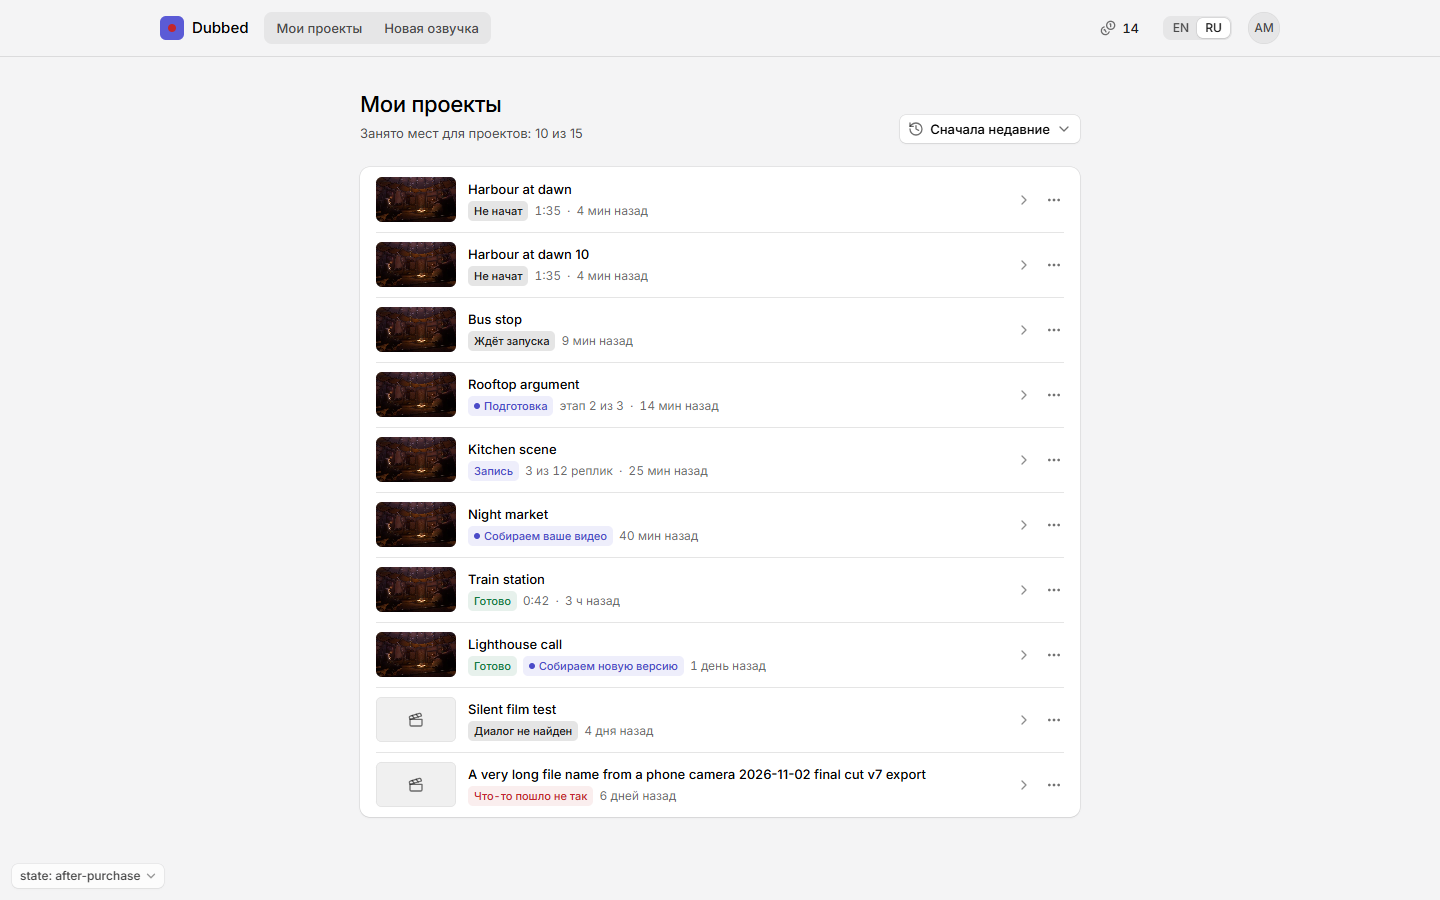 Dubbed
Мои проекты
Новая озвучка
14
EN
RU
AM
Мои проекты
Занято мест для проектов: 10 из 15
Сначала недавние
Harbour at dawn
Не начат 1:35 · 4 мин назад
Harbour at dawn 10
Не начат 1:35 · 4 мин назад
Bus stop
Ждёт запуска 9 мин назад
Rooftop argument
Подготовка этап 2 из 3 · 14 мин назад
Kitchen scene
Запись 3 из 12 реплик · 25 мин назад
Night market
Собираем ваше видео 40 мин назад
Train station
Готово 0:42 · 3 ч назад
Lighthouse call
Готово Собираем новую версию 1 день назад
Silent film test
Диалог не найден 4 дня назад
A very long file name from a phone camera 2026-11-02 final cut v7 export
Что-то пошло не так 6 дней назад
state: after-purchase